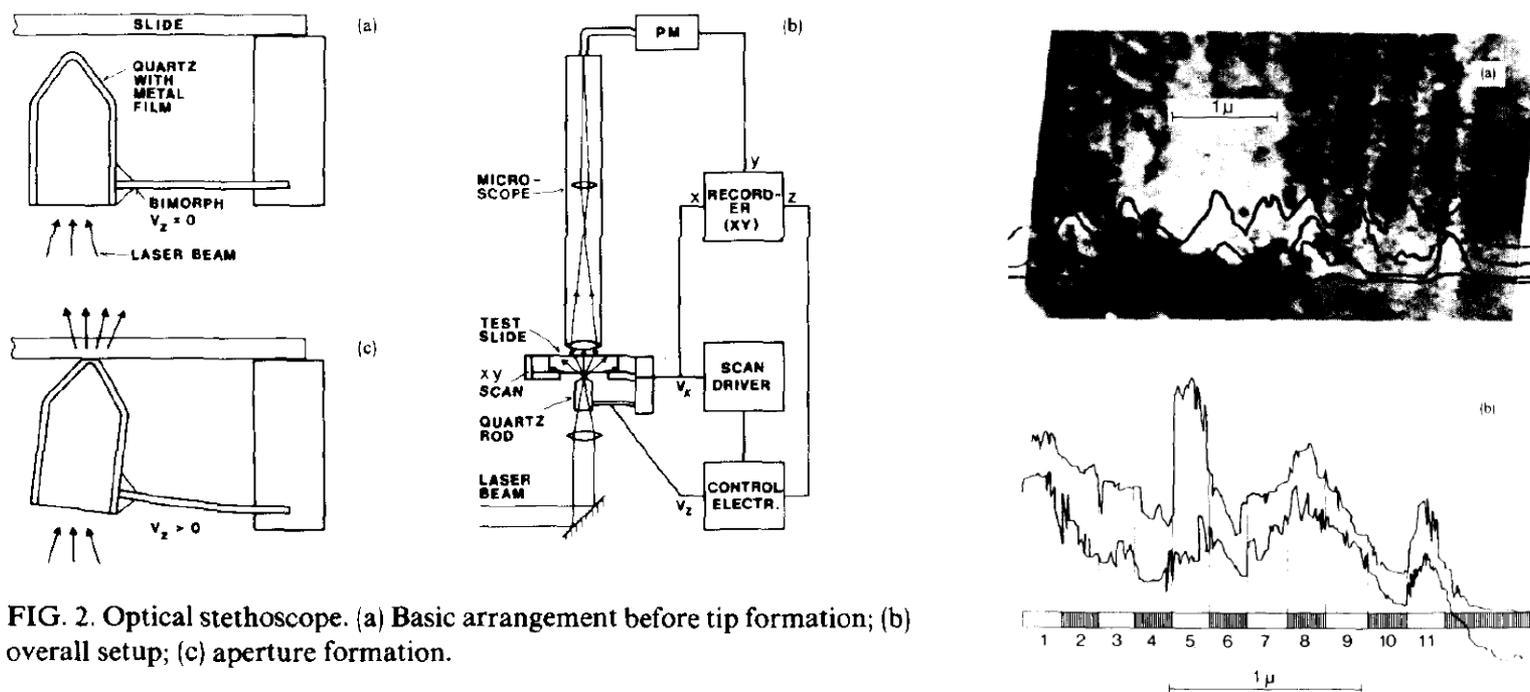 SLIDE
(a)
QUARTZ
WITH
METAL
FILM
BIMORPH
V_z = 0
LASER BEAM
(c)
V_z > 0
(b)
PM
MICRO-
SCOPE
y
x
RECORD-
ER
(XY)
z
TEST
SLIDE
x y
SCAN
V_x
SCAN
DRIVER
QUARTZ
ROD
LASER
BEAM
V_z
CONTROL
ELECTR.
FIG. 2. Optical stethoscope. (a) Basic arrangement before tip formation; (b)
overall setup; (c) aperture formation.
(a)
1 μ
(b)
1 2 3 4 5 6 7 8 9 10 11
1 μ